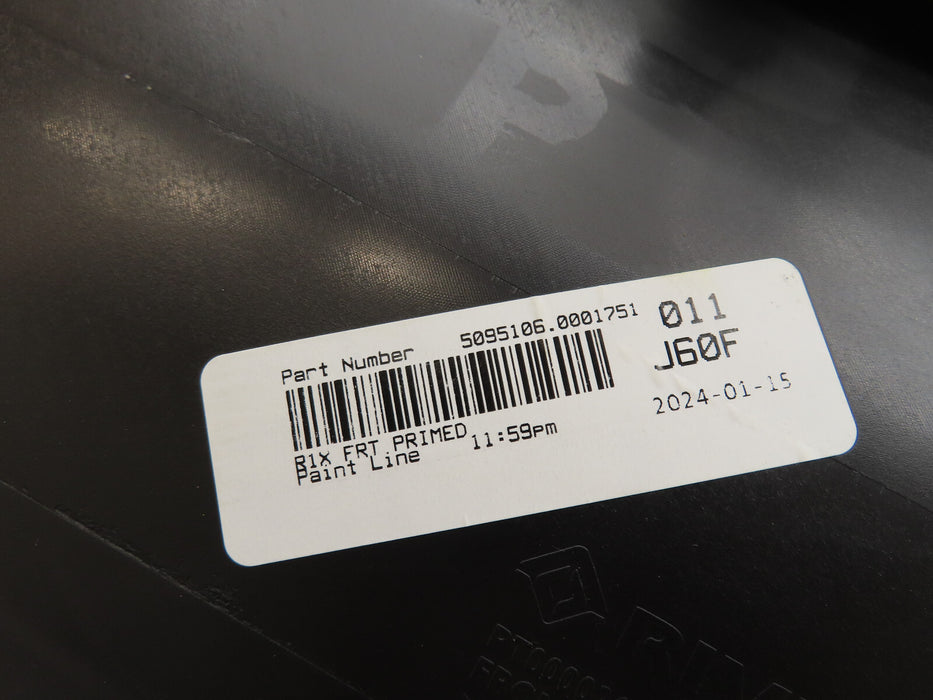 Part Number 5095106.0001751
011
J60F
2024-01-15
R1X FRT PRIMED 11:59pm
Paint Line